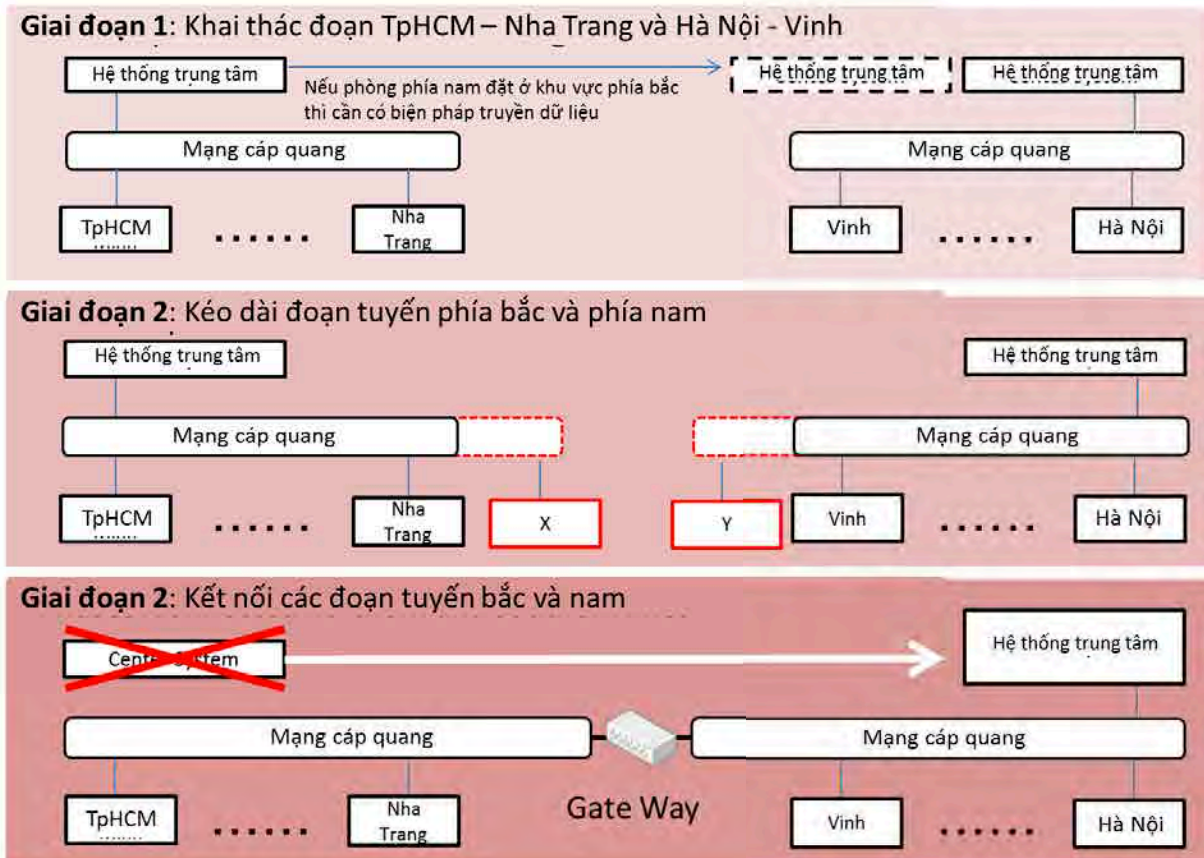 Giai đoạn 1: Khai thác đoạn TpHCM – Nha Trang và Hà Nội - Vinh
Hệ thống trung tâm
Nếu phòng phía nam đặt ở khu vực phía bắc
thì cần có biện pháp truyền dữ liệu
Hệ thống trung tâm
Hệ thống trung tâm
Mạng cáp quang
Mạng cáp quang
TpHCM
......
Nha
Trang
Vinh
......
Hà Nội
Giai đoạn 2: Kéo dài đoạn tuyến phía bắc và phía nam
Hệ thống trung tâm
Hệ thống trung tâm
Mạng cáp quang
Mạng cáp quang
TpHCM
......
Nha
Trang
X
Y
Vinh
......
Hà Nội
Giai đoạn 2: Kết nối các đoạn tuyến bắc và nam
Center System
Hệ thống trung tâm
Mạng cáp quang
Mạng cáp quang
TpHCM
......
Nha
Trang
Gate Way
Vinh
......
Hà Nội